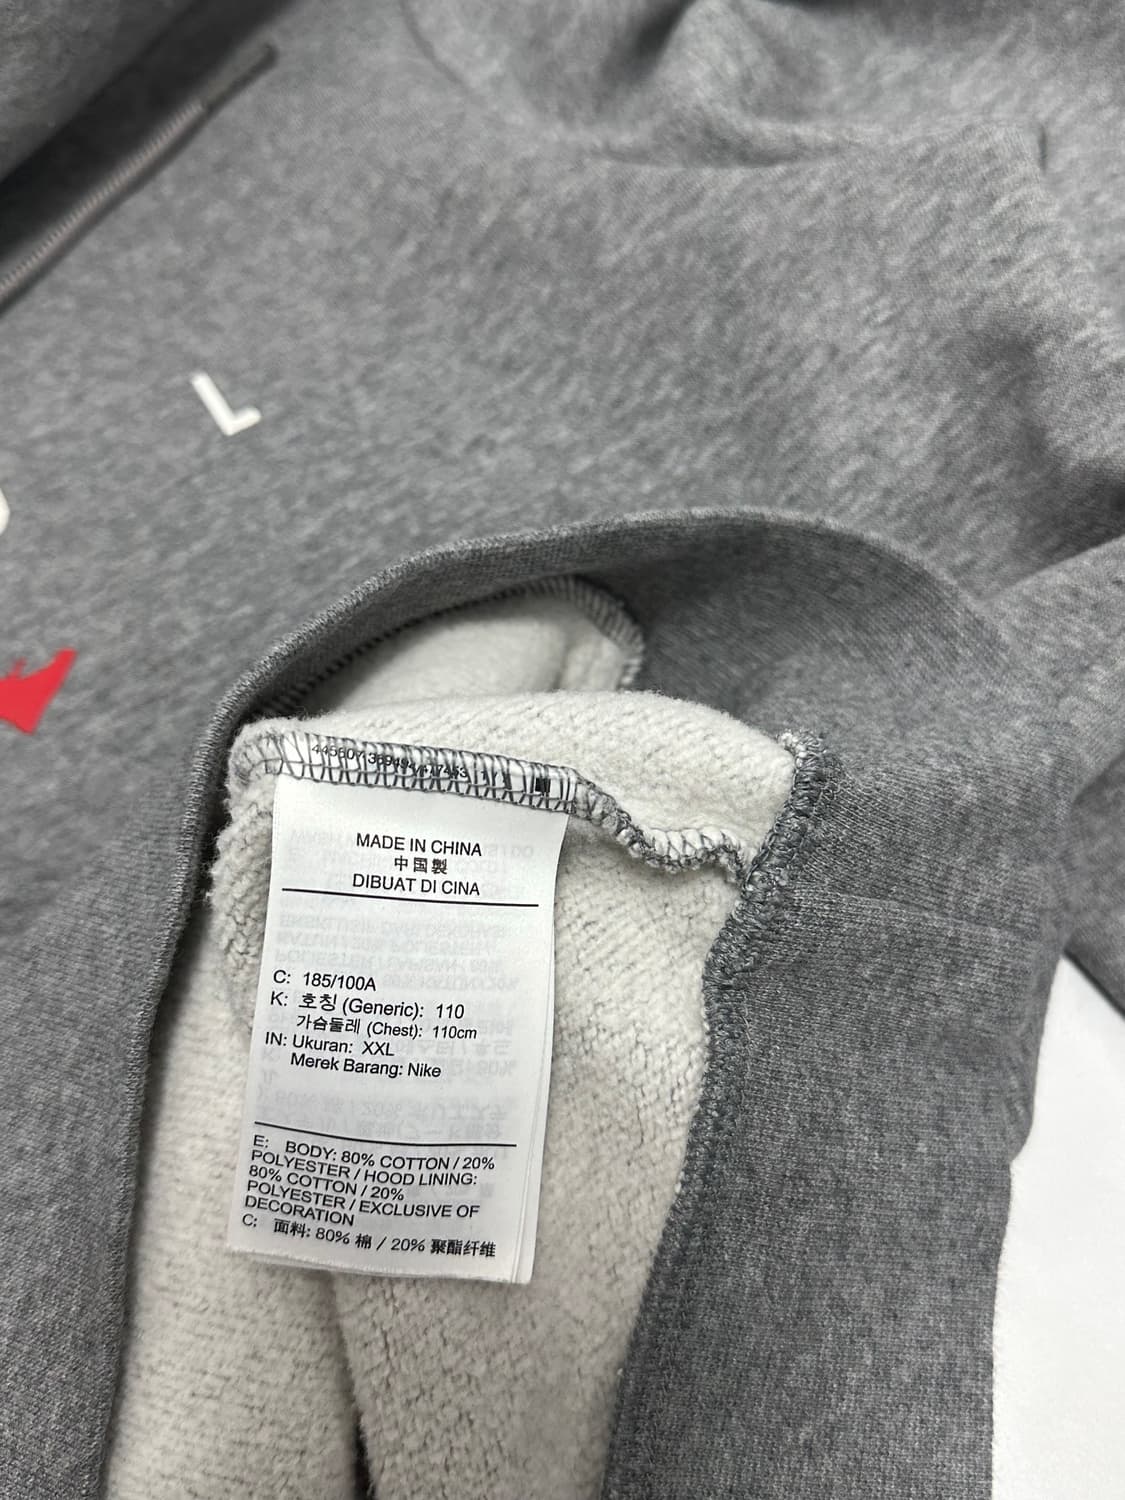 L
MADE IN CHINA
中国製
DIBUAT DI CINA
C: 185/100A
K: 호칭 (Generic): 110
가슴둘레 (Chest): 110cm
IN: Ukuran: XXL
Merek Barang: Nike
E: BODY: 80% COTTON / 20%
POLYESTER / HOOD LINING:
80% COTTON / 20%
POLYESTER / EXCLUSIVE OF
DECORATION
C: 面料: 80% 棉 / 20% 聚酯纤维